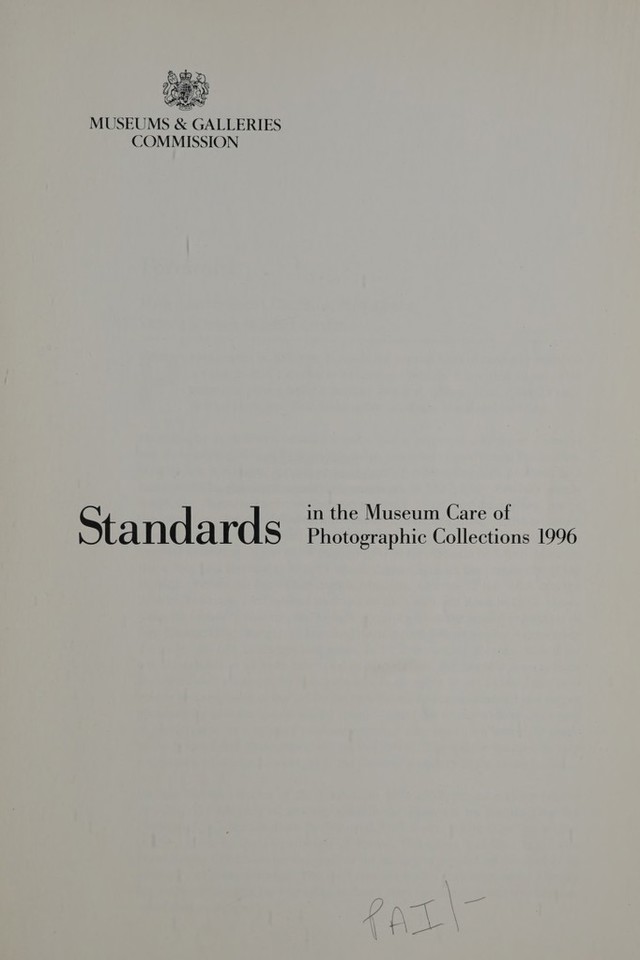 MUSEUMS & GALLERIES
COMMISSION
Standards
in the Museum Care of
Photographic Collections 1996
PAI/-